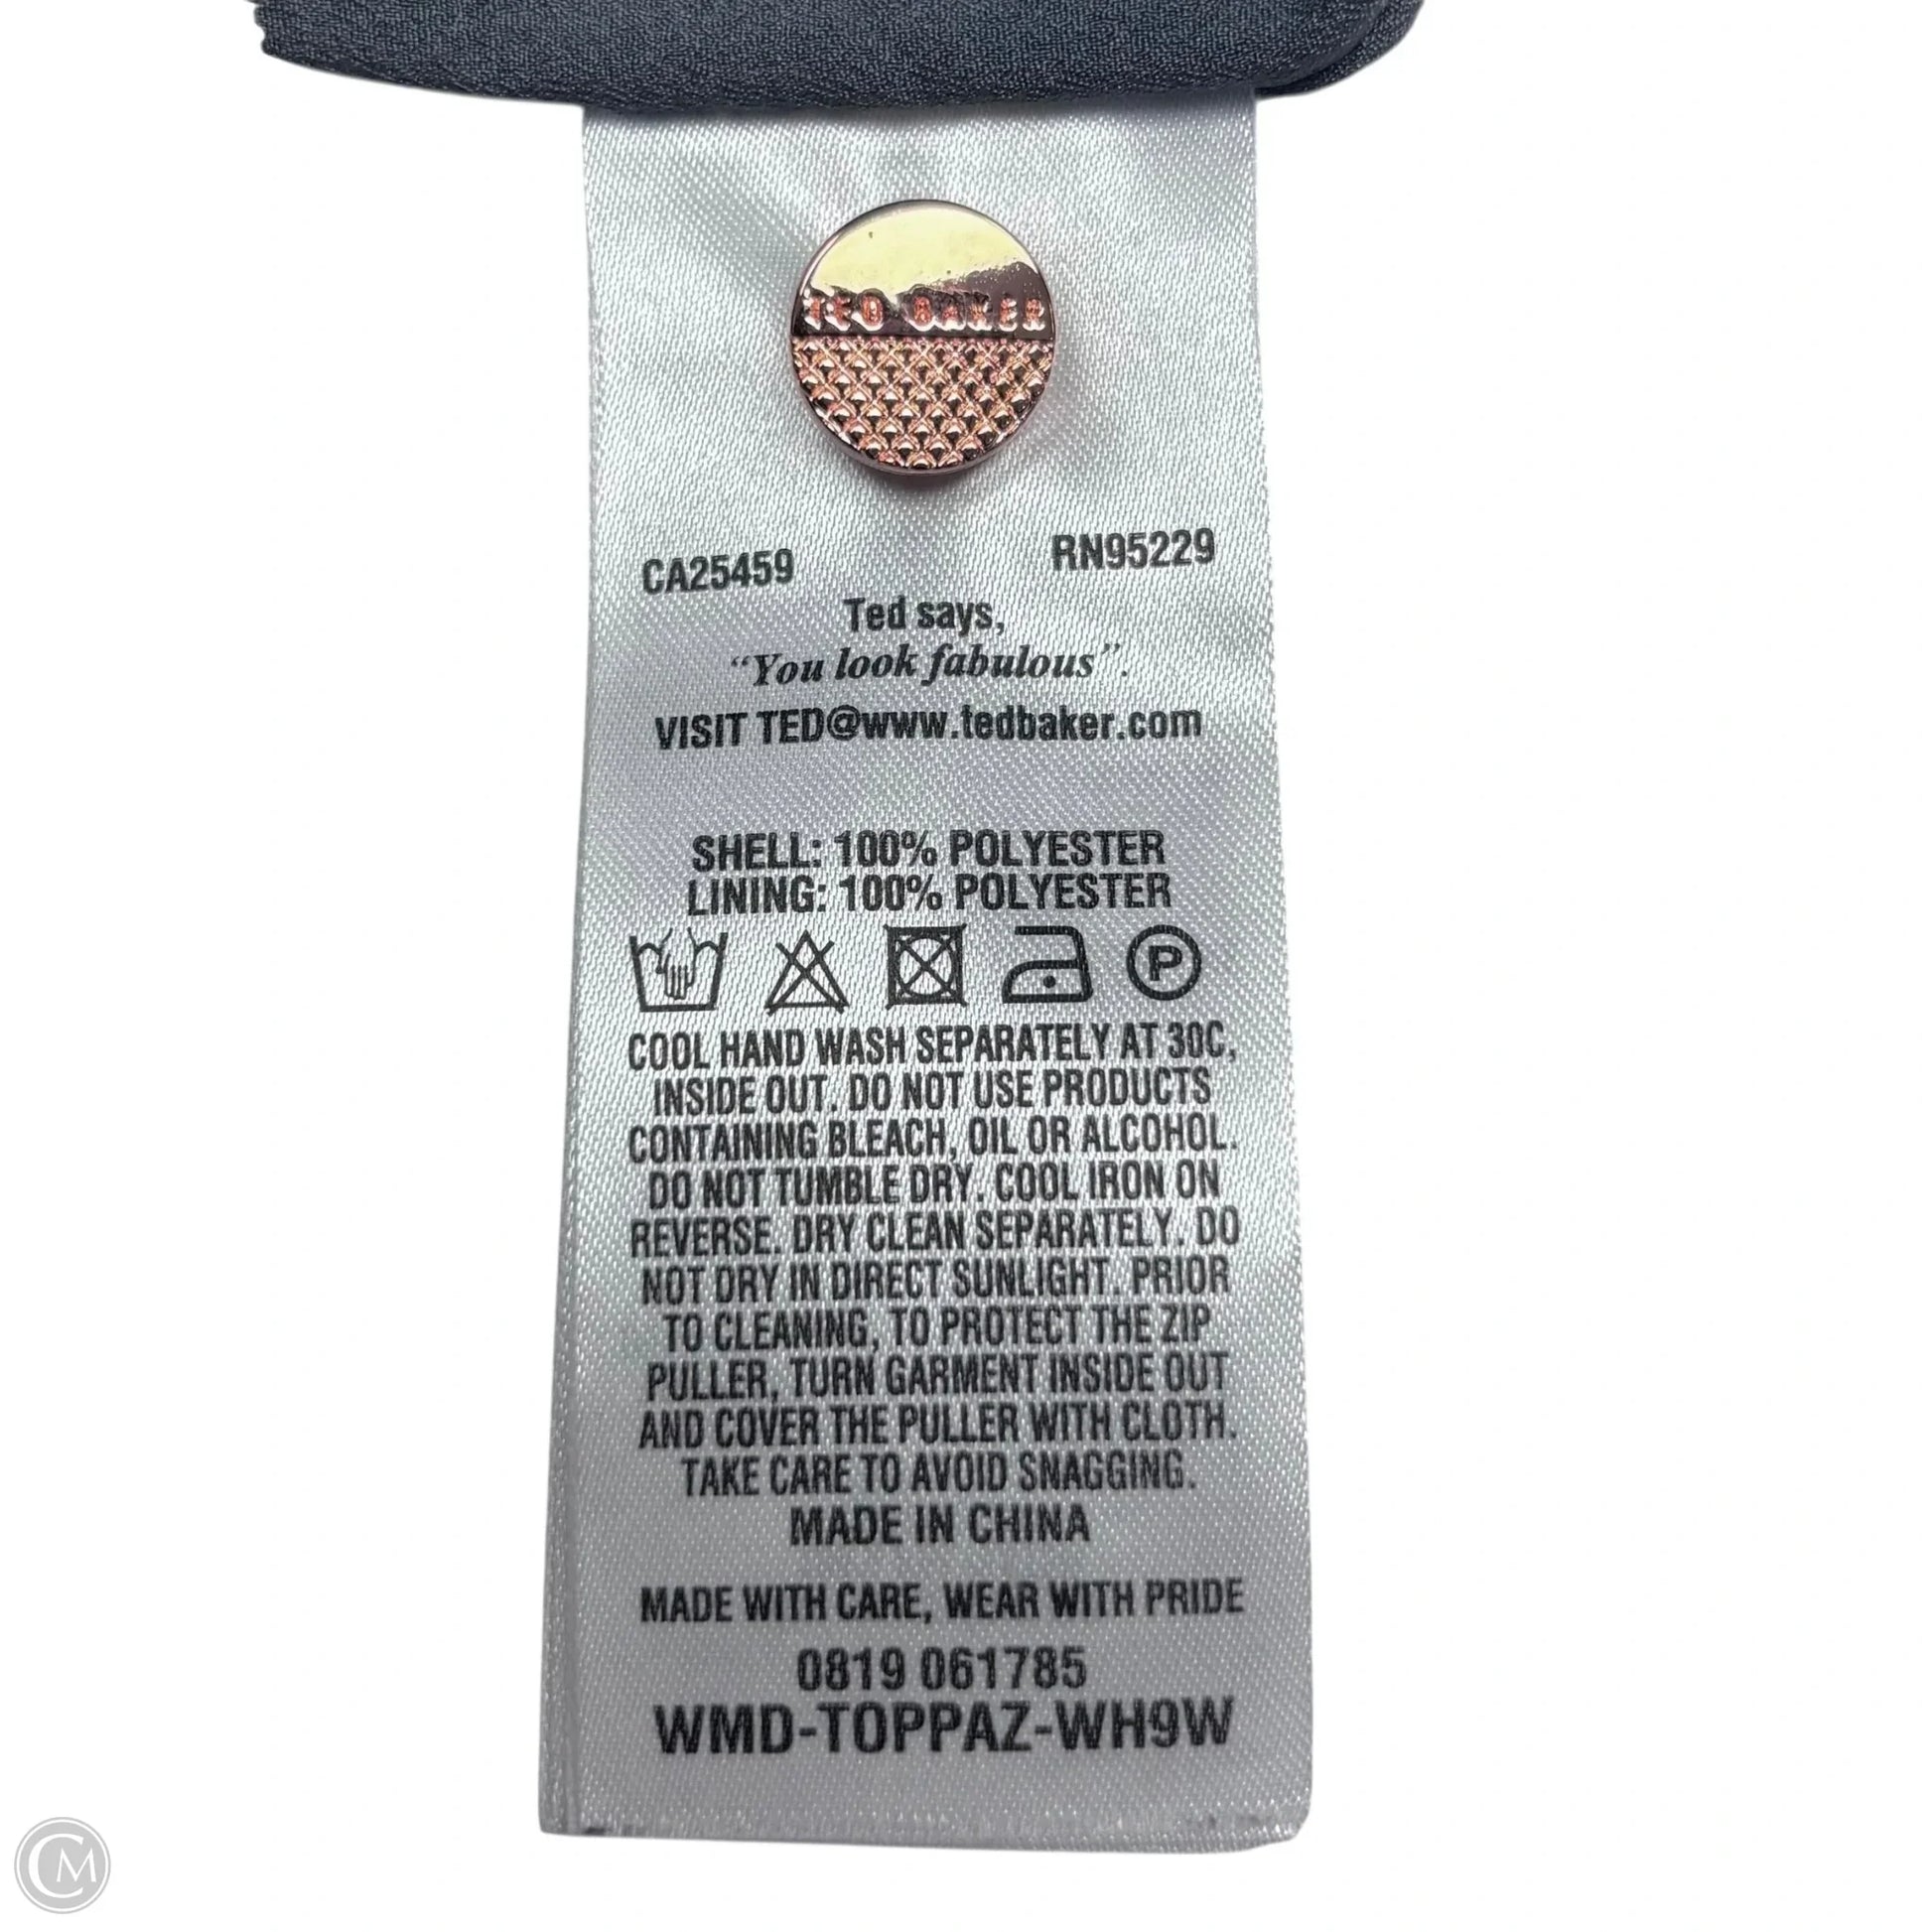 TED BAKER
CA25459 RN95229
Ted says,
“You look fabulous”.
VISIT TED@www.tedbaker.com
SHELL: 100% POLYESTER
LINING: 100% POLYESTER
P
COOL HAND WASH SEPARATELY AT 30C,
INSIDE OUT. DO NOT USE PRODUCTS
CONTAINING BLEACH, OIL OR ALCOHOL.
DO NOT TUMBLE DRY. COOL IRON ON
REVERSE. DRY CLEAN SEPARATELY. DO
NOT DRY IN DIRECT SUNLIGHT. PRIOR
TO CLEANING, TO PROTECT THE ZIP
PULLER, TURN GARMENT INSIDE OUT
AND COVER THE PULLER WITH CLOTH.
TAKE CARE TO AVOID SNAGGING.
MADE IN CHINA
MADE WITH CARE, WEAR WITH PRIDE
0819 061785
WMD-TOPPAZ-WH9W
CM